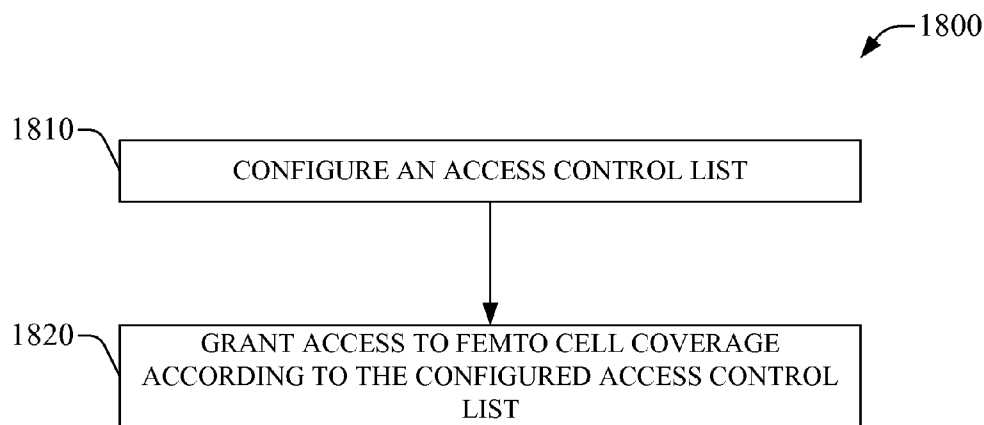 1800
1810
CONFIGURE AN ACCESS CONTROL LIST
1820
GRANT ACCESS TO FEMTO CELL COVERAGE
ACCORDING TO THE CONFIGURED ACCESS CONTROL
LIST